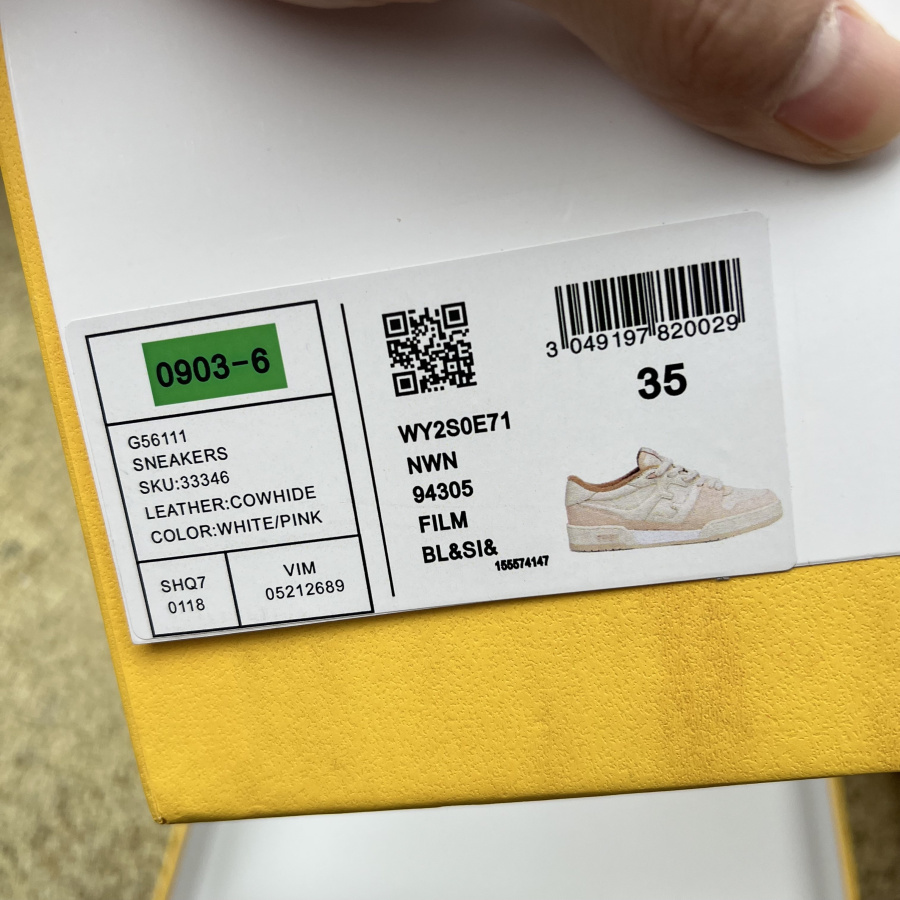 0903-6
G56111
SNEAKERS
SKU:33346
LEATHER:COWHIDE
COLOR:WHITE/PINK
SHQ7
0118
VIM
05212689
WY2S0E71
NWN
94305
FILM
BL&SI&
155574147
3 049197 820029
35